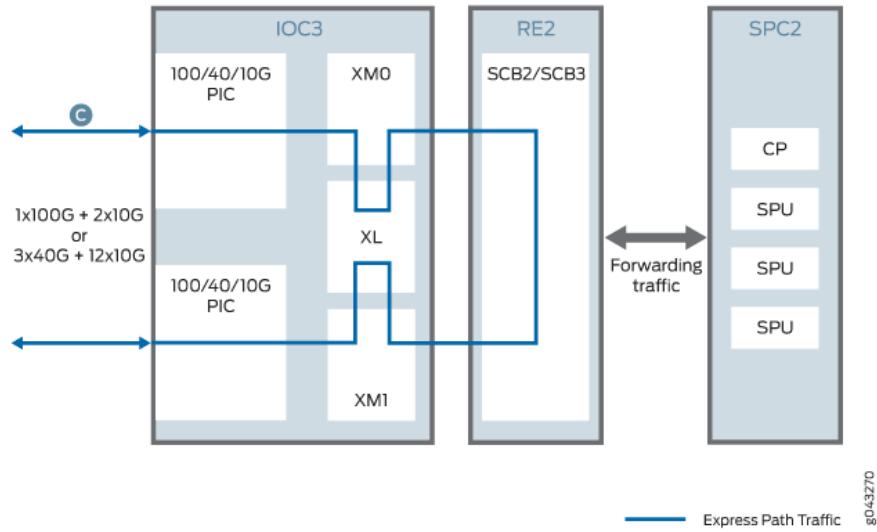 IOC3
RE2
SPC2
100/40/10G
PIC
XM0
SCB2/SCB3
C
CP
1x100G + 2x10G
or
3x40G + 12x10G
SPU
XL
Forwarding
traffic
SPU
100/40/10G
PIC
SPU
XM1
Express Path Traffic
g043270